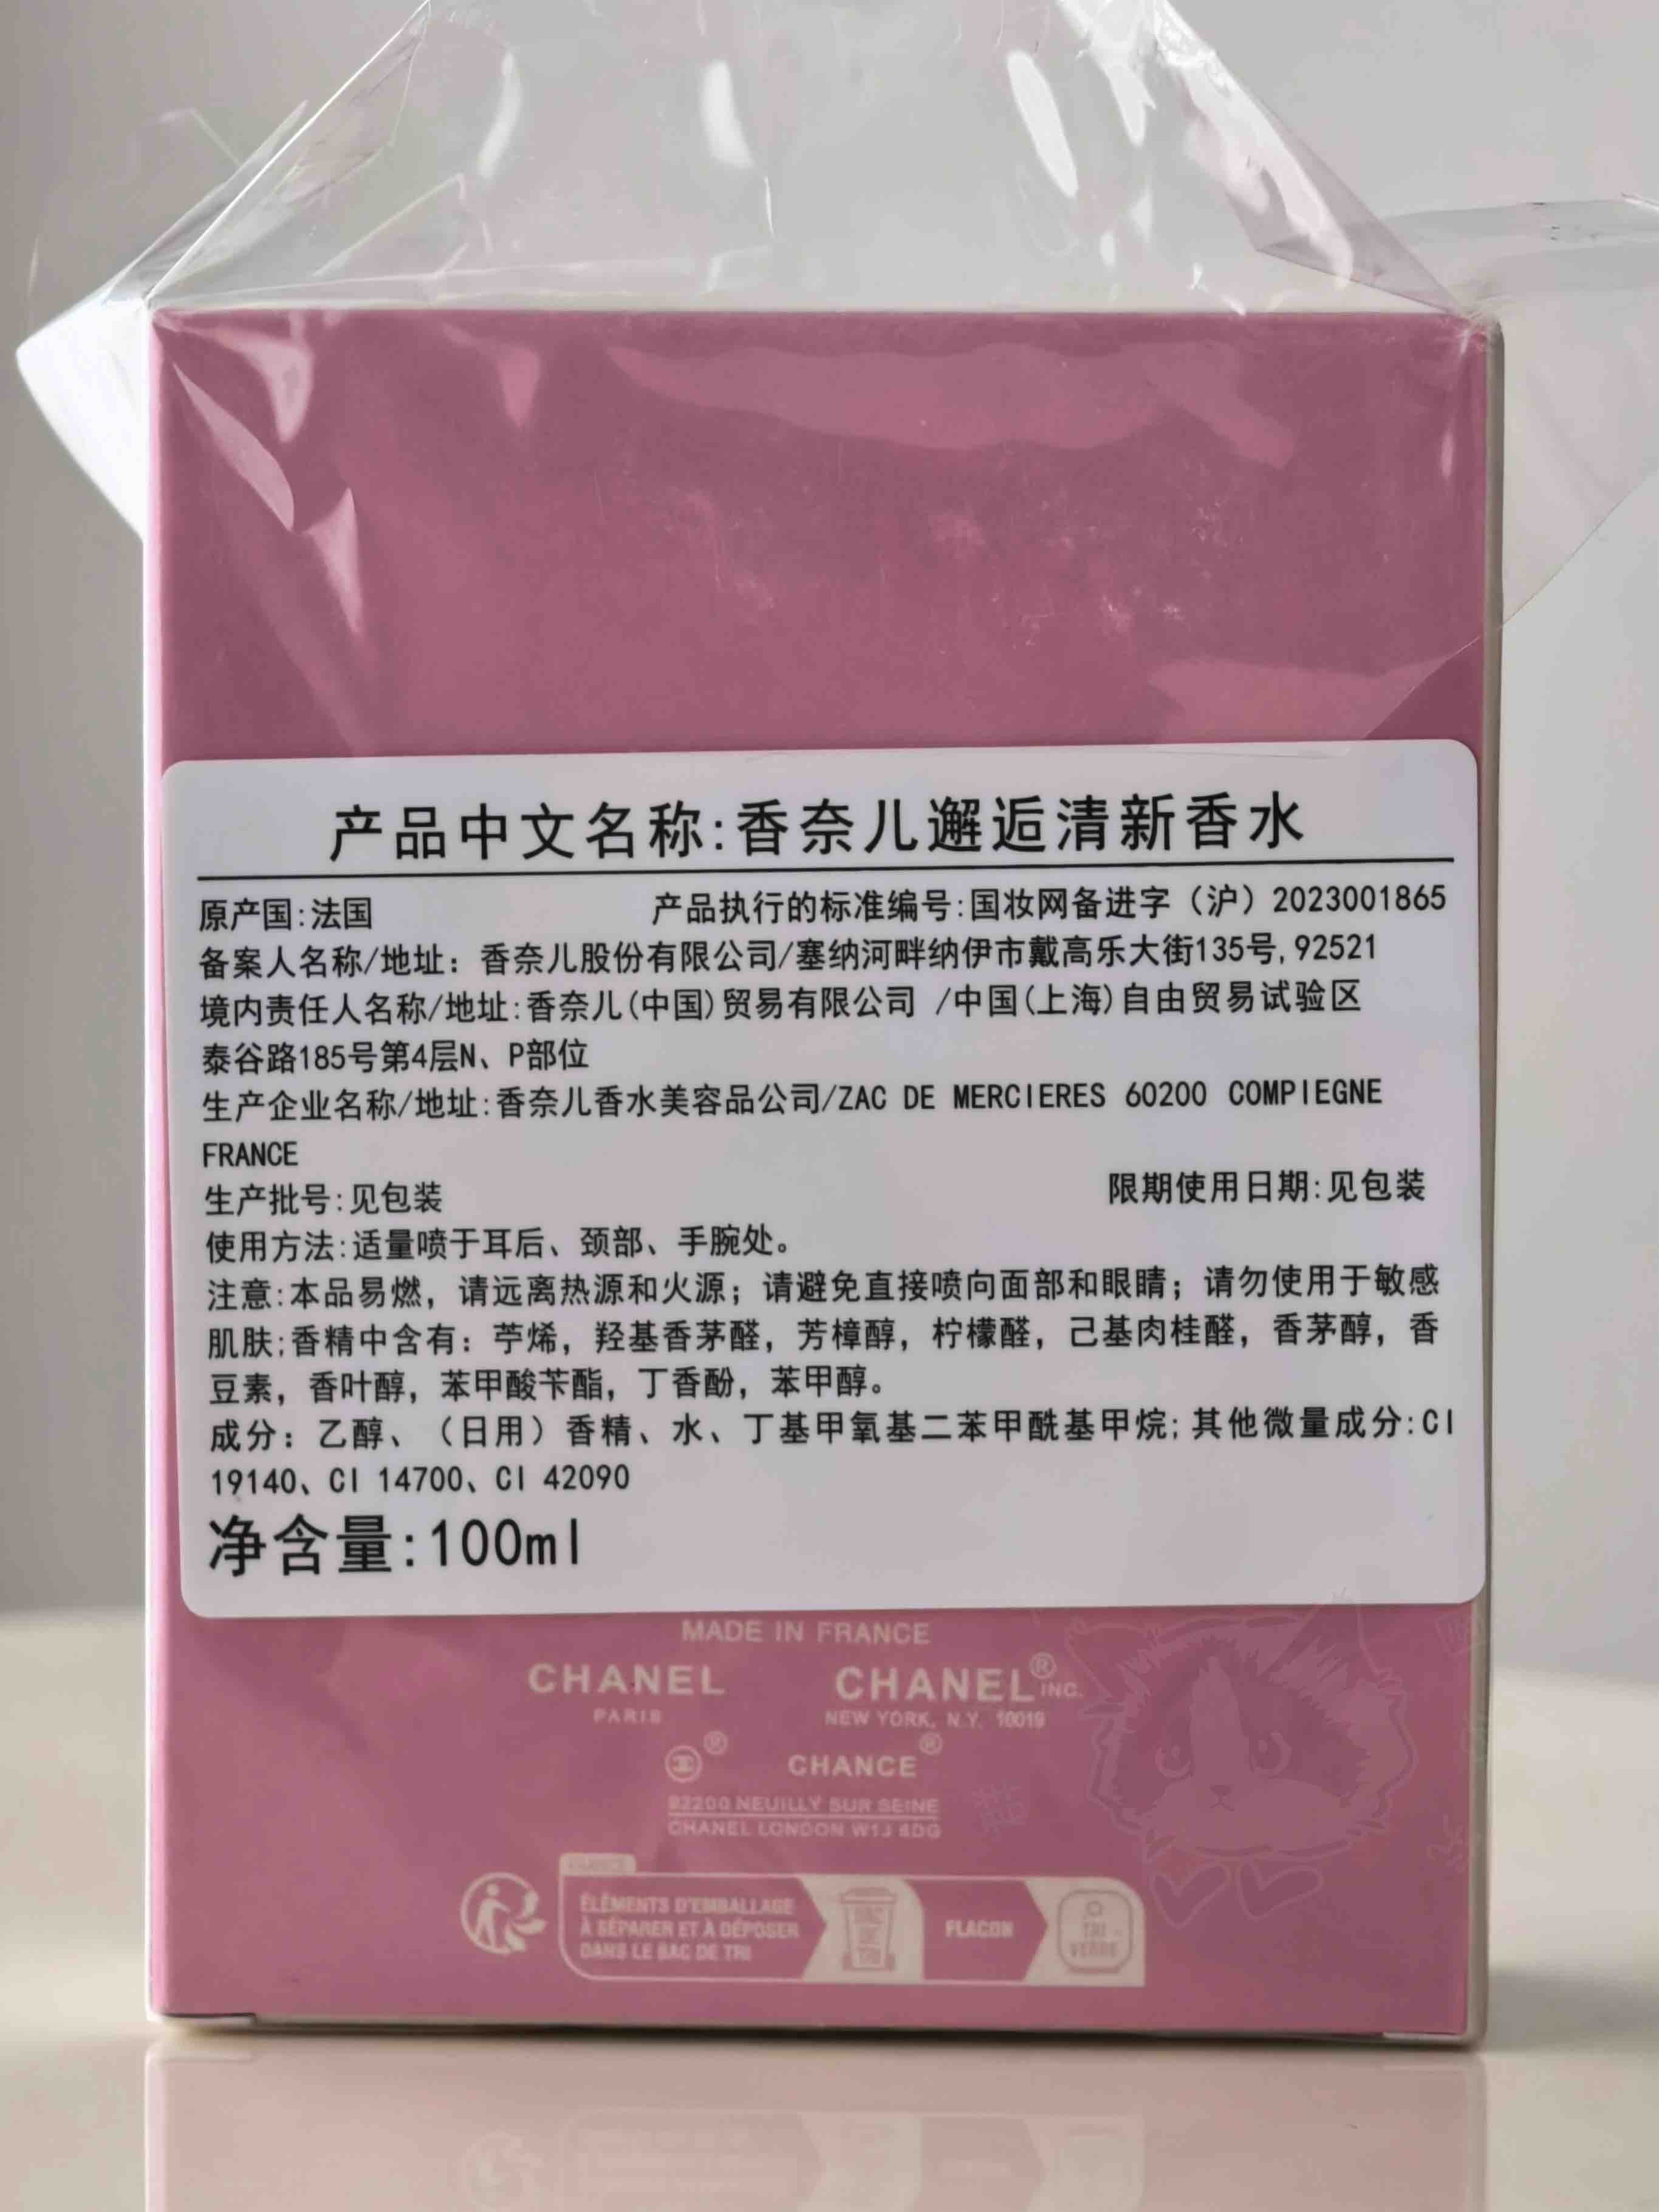 产品中文名称:香奈儿邂逅清新香水
原产国:法国 产品执行的标准编号:国妆网备进字（沪）2023001865
备案人名称/地址：香奈儿股份有限公司/塞纳河畔纳伊市戴高乐大街135号,92521
境内责任人名称/地址:香奈儿(中国)贸易有限公司 /中国(上海)自由贸易试验区
泰谷路185号第4层N、P部位
生产企业名称/地址:香奈儿香水美容品公司/ZAC DE MERCIERES 60200 COMPIEGNE
FRANCE
生产批号:见包装 限期使用日期:见包装
使用方法:适量喷于耳后、颈部、手腕处。
注意:本品易燃，请远离热源和火源；请避免直接喷向面部和眼睛；请勿使用于敏感
肌肤;香精中含有：苧烯，羟基香茅醛，芳樟醇，柠檬醛，己基肉桂醛，香茅醇，香
豆素，香叶醇，苯甲酸苄酯，丁香酚，苯甲醇。
成分：乙醇、（日用）香精、水、丁基甲氧基二苯甲酰基甲烷;其他微量成分:CI
19140、CI 14700、CI 42090
净含量:100ml
MADE IN FRANCE
CHANEL CHANEL® INC.
PARIS NEW YORK, N.Y. 10019
® CHANCE®
92200 NEUILLY SUR SEINE
CHANEL LONDON W1J 6DG
FRANCE
ÉLÉMENTS D'EMBALLAGE
À SÉPARER ET À DÉPOSER
DANS LE BAC DE TRI
BAC
DE
TRI
FLACON
TRI
VERRE